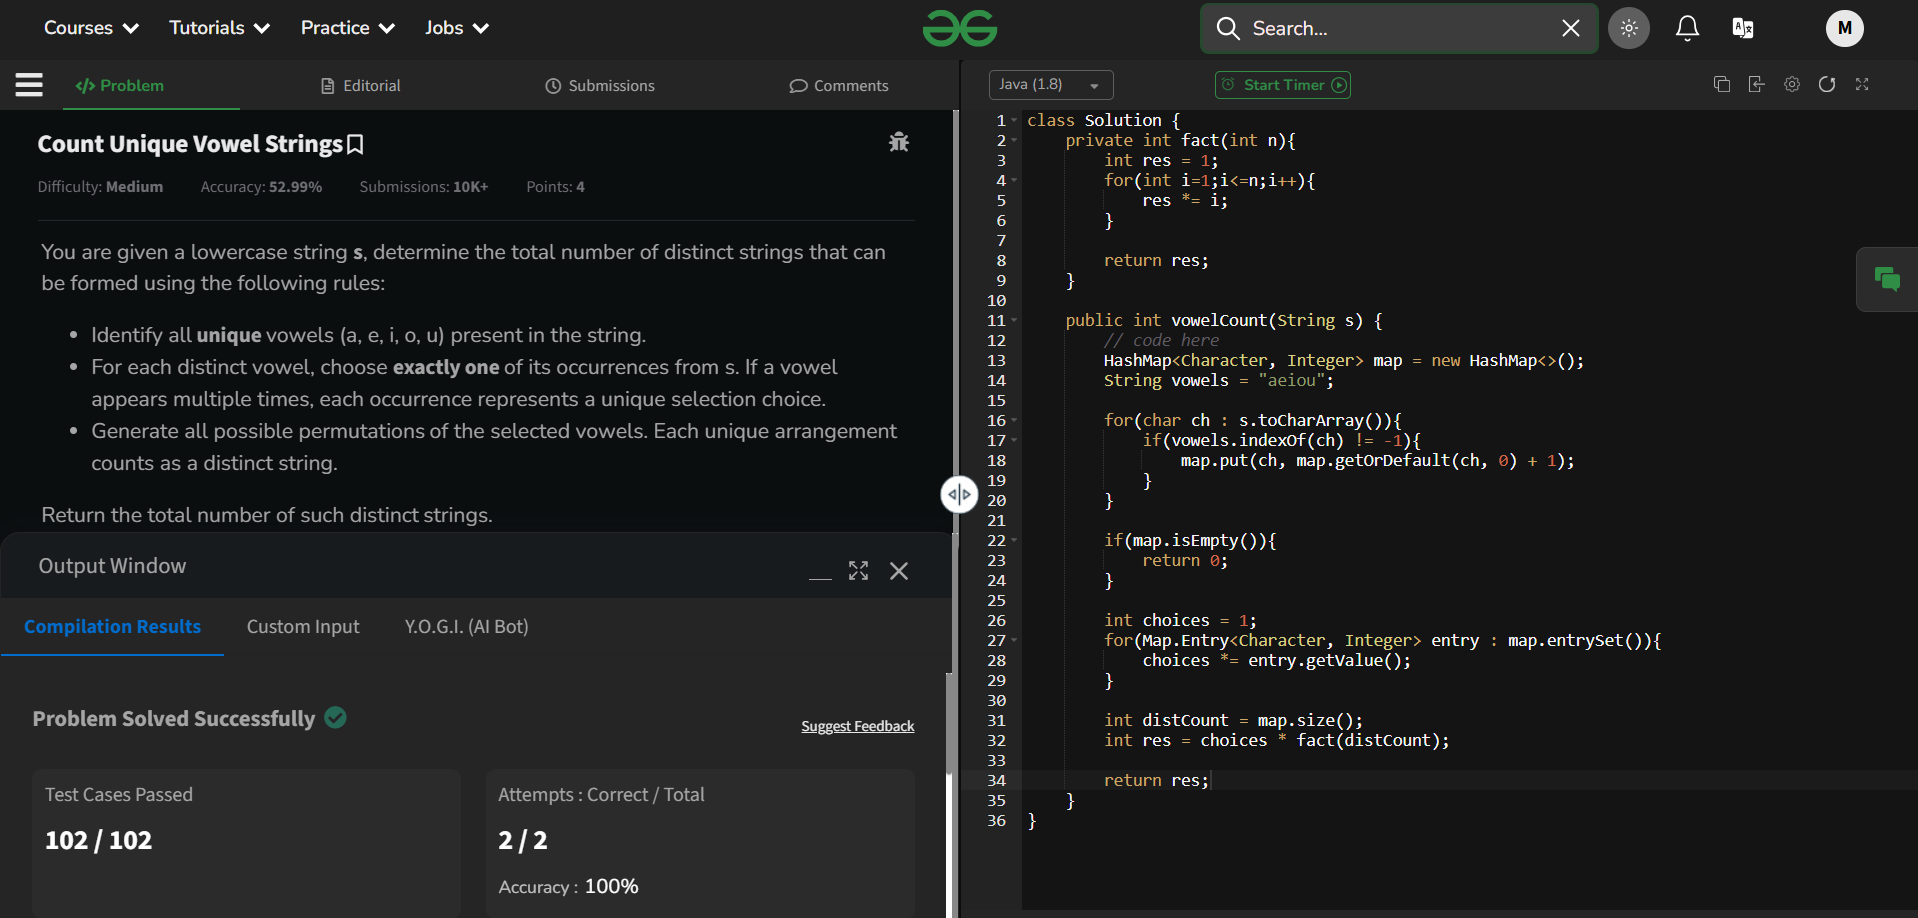 Courses Tutorials Practice Jobs Search... M
Problem Editorial Submissions Comments
Java (1.8) Start Timer
Count Unique Vowel Strings
Difficulty: Medium Accuracy: 52.99% Submissions: 10K+ Points: 4
You are given a lowercase string s, determine the total number of distinct strings that can
be formed using the following rules:
• Identify all unique vowels (a, e, i, o, u) present in the string.
• For each distinct vowel, choose exactly one of its occurrences from s. If a vowel
appears multiple times, each occurrence represents a unique selection choice.
• Generate all possible permutations of the selected vowels. Each unique arrangement
counts as a distinct string.
Return the total number of such distinct strings.
Output Window
Compilation Results Custom Input Y.O.G.I. (AI Bot)
Problem Solved Successfully
Suggest Feedback
Test Cases Passed
102 / 102
Attempts : Correct / Total
2 / 2
Accuracy : 100%
1 class Solution {
2     private int fact(int n){
3         int res = 1;
4         for(int i=1;i<=n;i++){
5             res *= i;
6         }
7
8         return res;
9     }
10
11     public int vowelCount(String s) {
12         // code here
13         HashMap<Character, Integer> map = new HashMap<>();
14         String vowels = "aeiou";
15
16         for(char ch : s.toCharArray()){
17             if(vowels.indexOf(ch) != -1){
18                 map.put(ch, map.getOrDefault(ch, 0) + 1);
19             }
20         }
21
22         if(map.isEmpty()){
23             return 0;
24         }
25
26         int choices = 1;
27         for(Map.Entry<Character, Integer> entry : map.entrySet()){
28             choices *= entry.getValue();
29         }
30
31         int distCount = map.size();
32         int res = choices * fact(distCount);
33
34         return res;
35     }
36 }